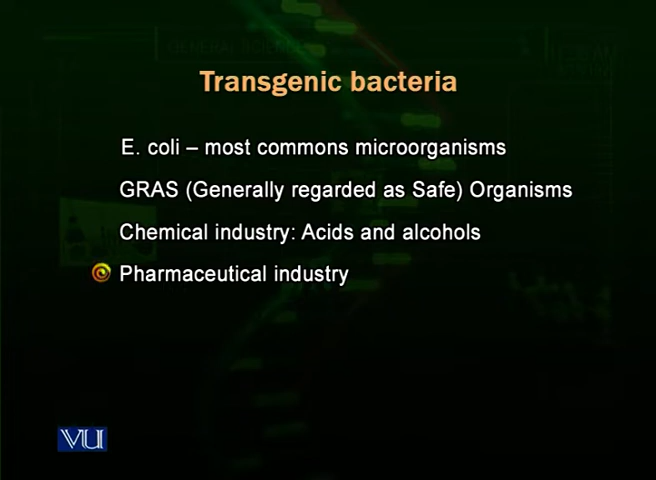 Transgenic bacteria
E. coli – most commons microorganisms
GRAS (Generally regarded as Safe) Organisms
Chemical industry: Acids and alcohols
Pharmaceutical industry
VU